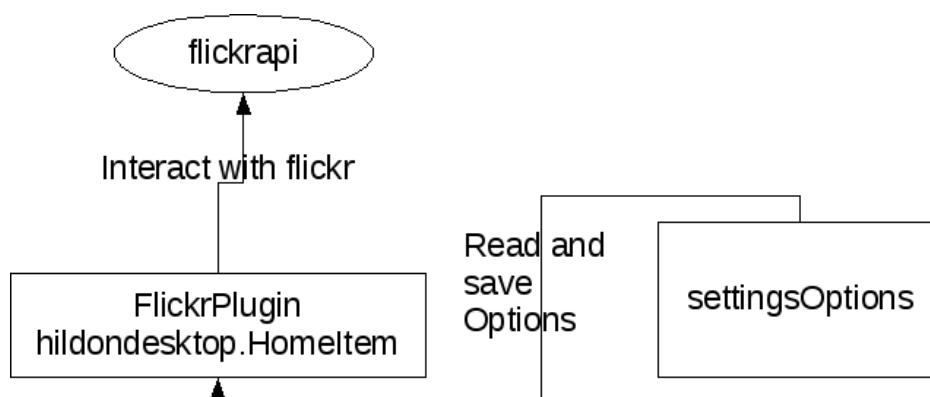 flickrapi
Interact with flickr
Read and
save
Options
settingsOptions
FlickrPlugin
hildondesktop.HomeItem